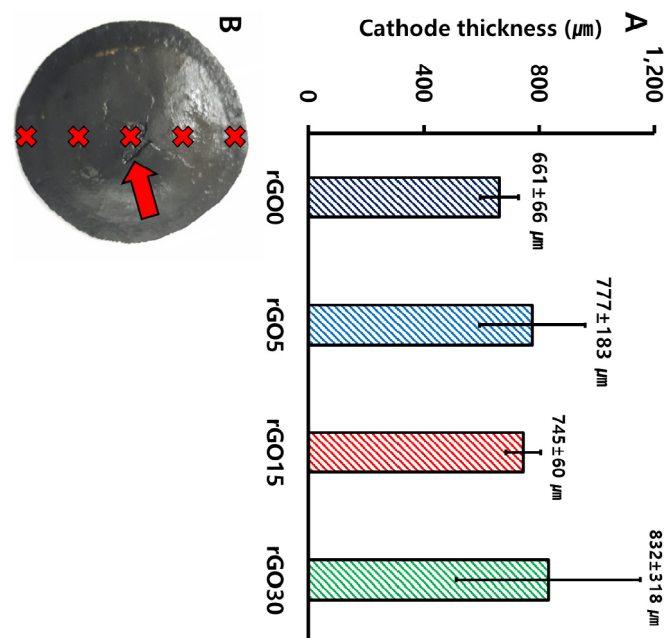 A
Cathode thickness (㎛)
1,200
800
400
0
661±66 ㎛
777±183 ㎛
745±60 ㎛
832±318 ㎛
rGO0
rGO5
rGO15
rGO30
B